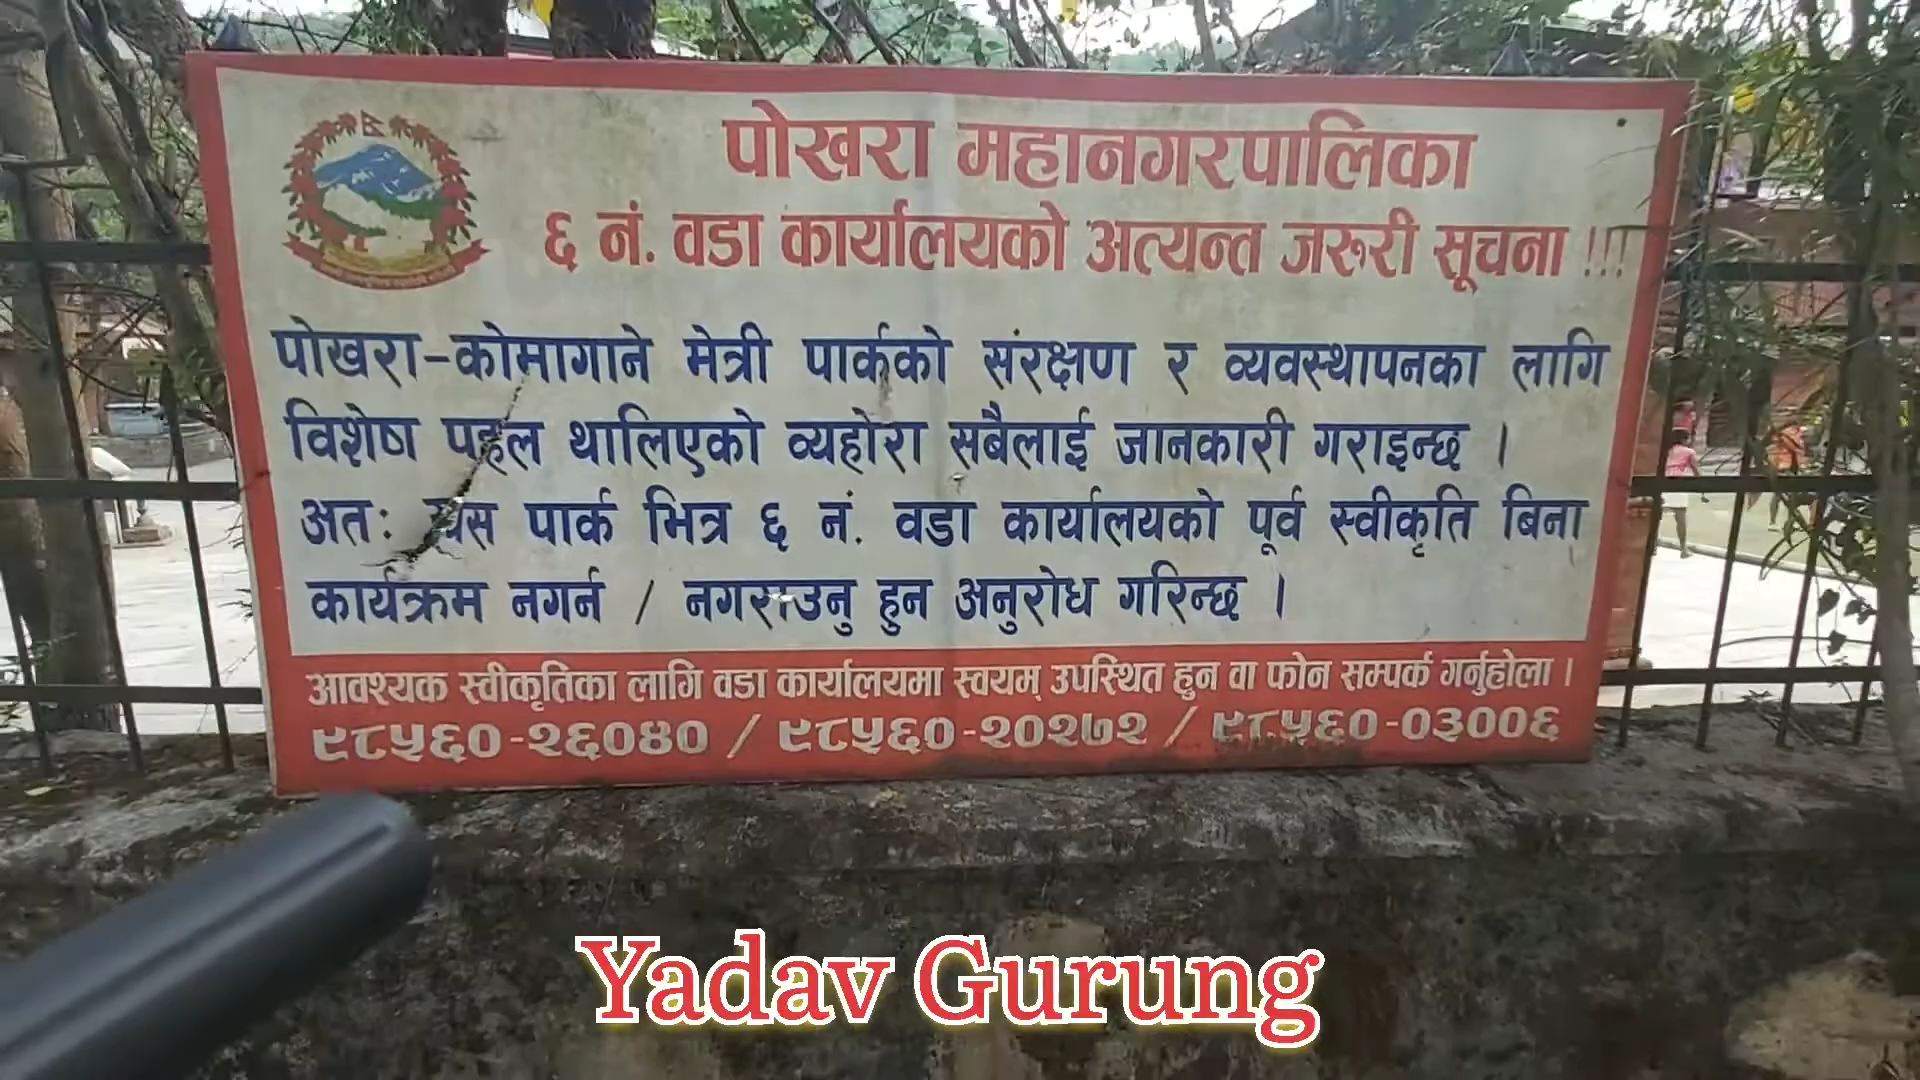 पोखरा महानगरपालिका
६ नं. वडा कार्यालयको अत्यन्त जरुरी सूचना !!!
पोखरा-कोमागाने मेत्री पार्कको संरक्षण र व्यवस्थापनका लागि
विशेष पहल थालिएको व्यहोरा सबैलाई जानकारी गराइन्छ ।
अतः यस पार्क भित्र ६ नं. वडा कार्यालयको पूर्व स्वीकृति बिना
कार्यक्रम नगर्न / नगराउनु हुन अनुरोध गरिन्छ ।
आवश्यक स्वीकृतिका लागि वडा कार्यालयमा स्वयम् उपस्थित हुन वा फोन सम्पर्क गर्नुहोला ।
९८५६०-२६०४० / ९८५६०-२०२७२ / ९८५६०-०३००६
Yadav Gurung